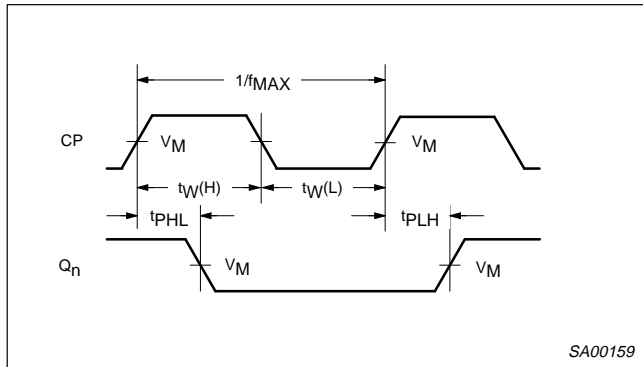 1/fMAX
CP VM VM
tW(H) tW(L)
tPHL tPLH
Qn VM VM
SA00159